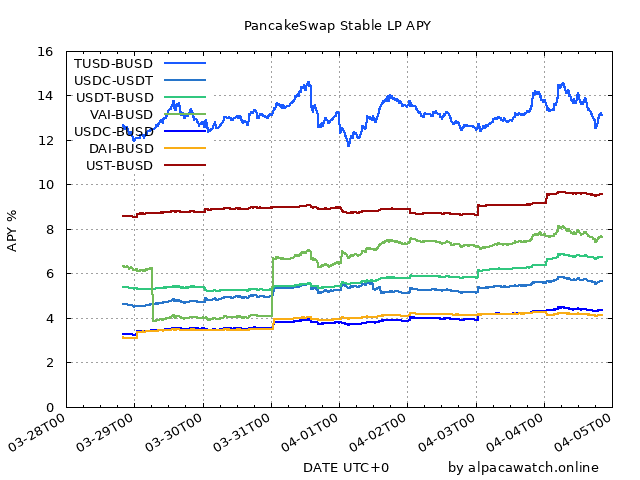 PancakeSwap Stable LP APY
16
14
12
10
8
6
4
2
0
APY %
TUSD-BUSD
USDC-USDT
USDT-BUSD
VAI-BUSD
USDC-BUSD
DAI-BUSD
UST-BUSD
03-28T00
03-29T00
03-30T00
03-31T00
04-01T00
04-02T00
04-03T00
04-04T00
04-05T00
DATE UTC+0
by alpacawatch.online